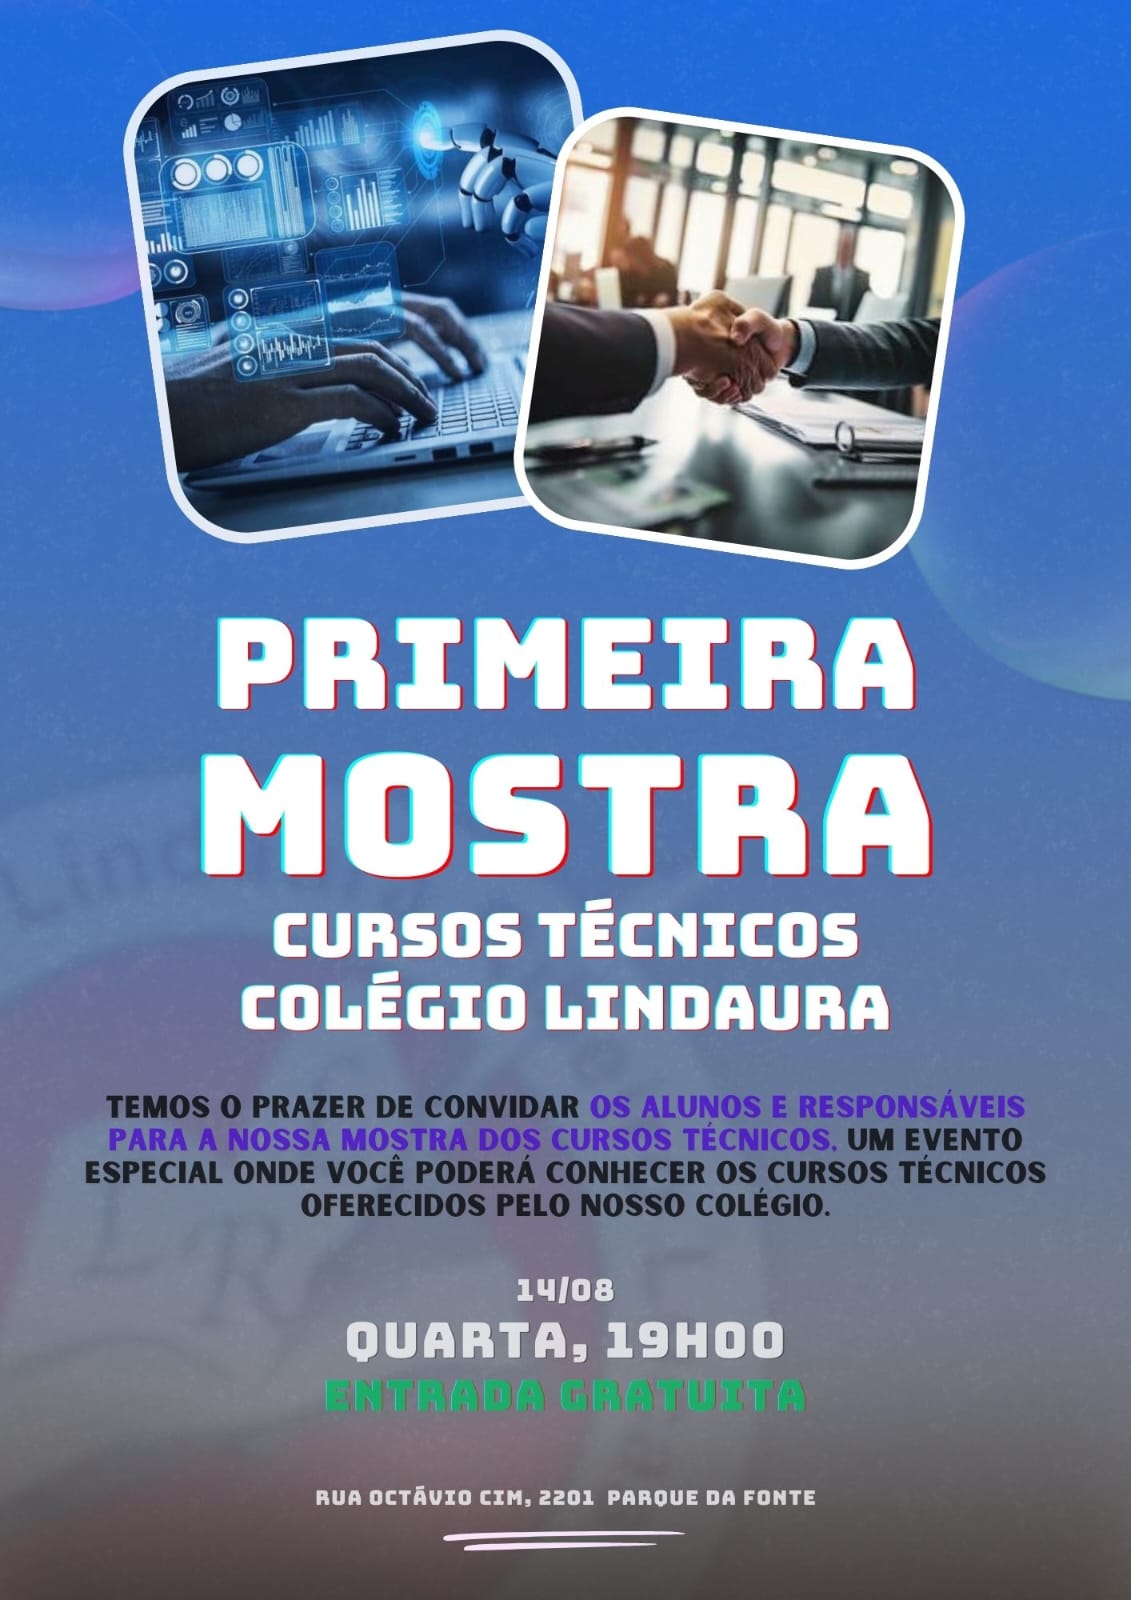 PRIMEIRA
MOSTRA
CURSOS TÉCNICOS
COLÉGIO LINDAURA
TEMOS O PRAZER DE CONVIDAR OS ALUNOS E RESPONSÁVEIS
PARA A NOSSA MOSTRA DOS CURSOS TÉCNICOS, UM EVENTO
ESPECIAL ONDE VOCÊ PODERÁ CONHECER OS CURSOS TÉCNICOS
OFERECIDOS PELO NOSSO COLÉGIO.
14/08
QUARTA, 19H00
ENTRADA GRATUITA
RUA OCTÁVIO CIM, 2201 PARQUE DA FONTE